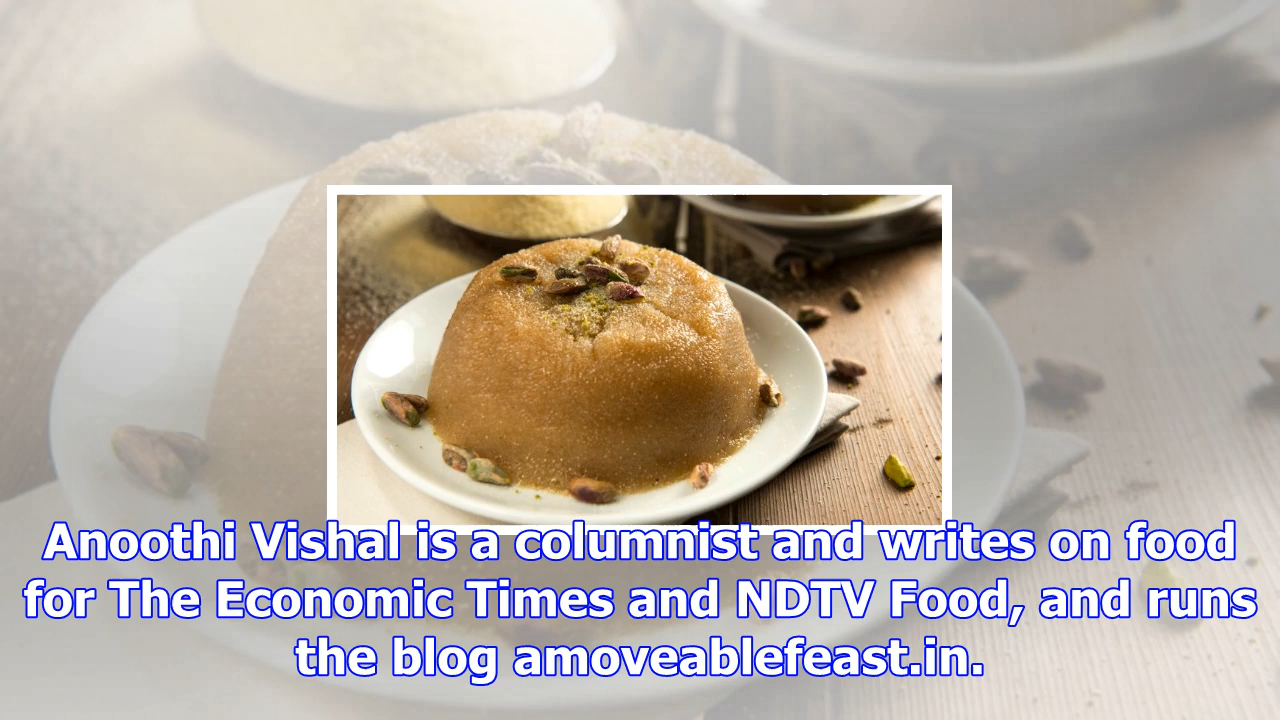 Anoothi Vishal is a columnist and writes on food
for The Economic Times and NDTV Food, and runs
the blog amoveablefeast.in.